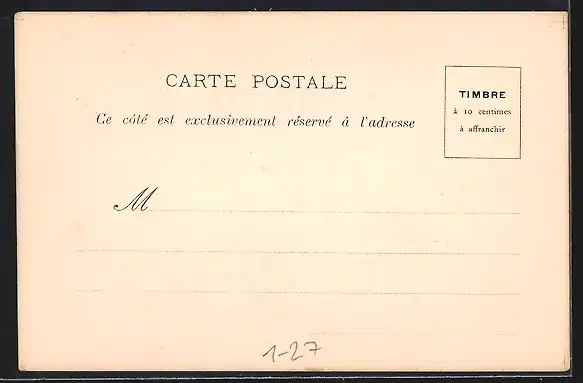 CARTE POSTALE
Ce côté est exclusivement réservé à l'adresse
TIMBRE
à 10 centimes
à affranchir
M
1-27